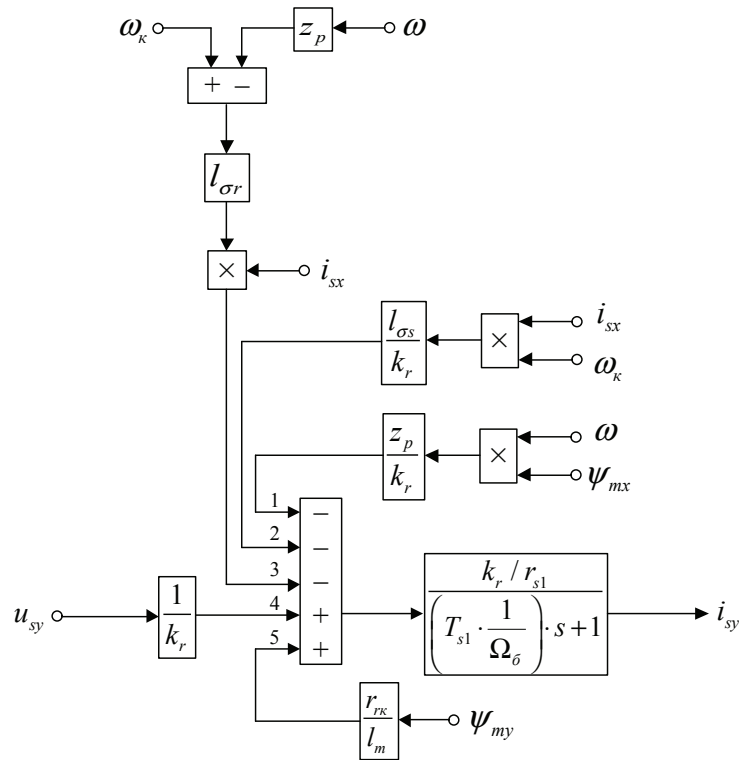 ω_к z_p ω
+ −
l_σr
× i_sx
l_σs / k_r × i_sx
ω_к
z_p / k_r × ω
ψ_mx
1 −
2 −
3 −
u_sy 1 / k_r 4 +
5 +
k_r / r_s1
(T_s1 · 1 / Ω_б) · s + 1
i_sy
r_rк / l_m ψ_my